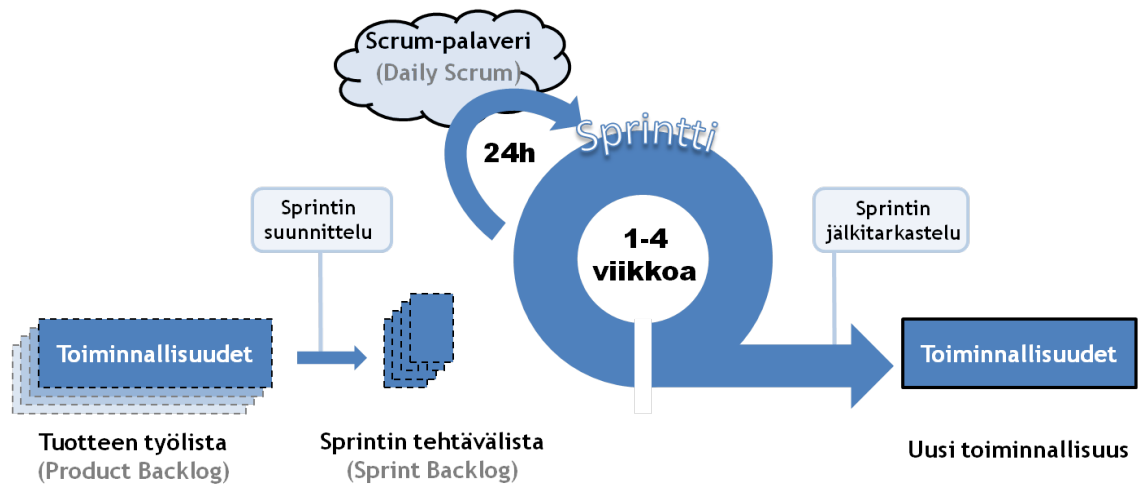 Scrum-palaveri
(Daily Scrum)
Sprintti
24h
Sprintin
suunnittelu
1-4
viikkoa
Sprintin
jälkitarkastelu
Toiminnallisuudet
Toiminnallisuudet
Tuotteen työlista
(Product Backlog)
Sprintin tehtävälista
(Sprint Backlog)
Uusi toiminnallisuus